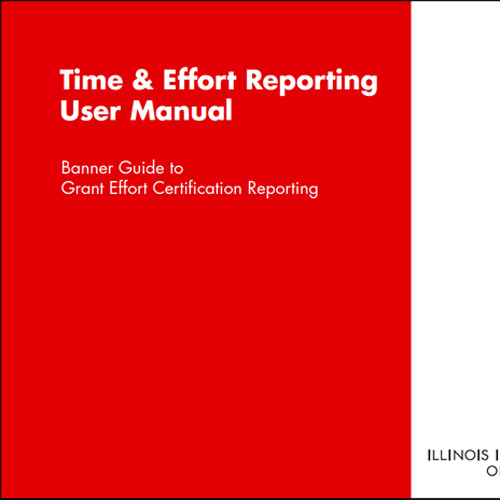 Time & Effort Reporting
User Manual
Banner Guide to
Grant Effort Certification Reporting
ILLINOIS